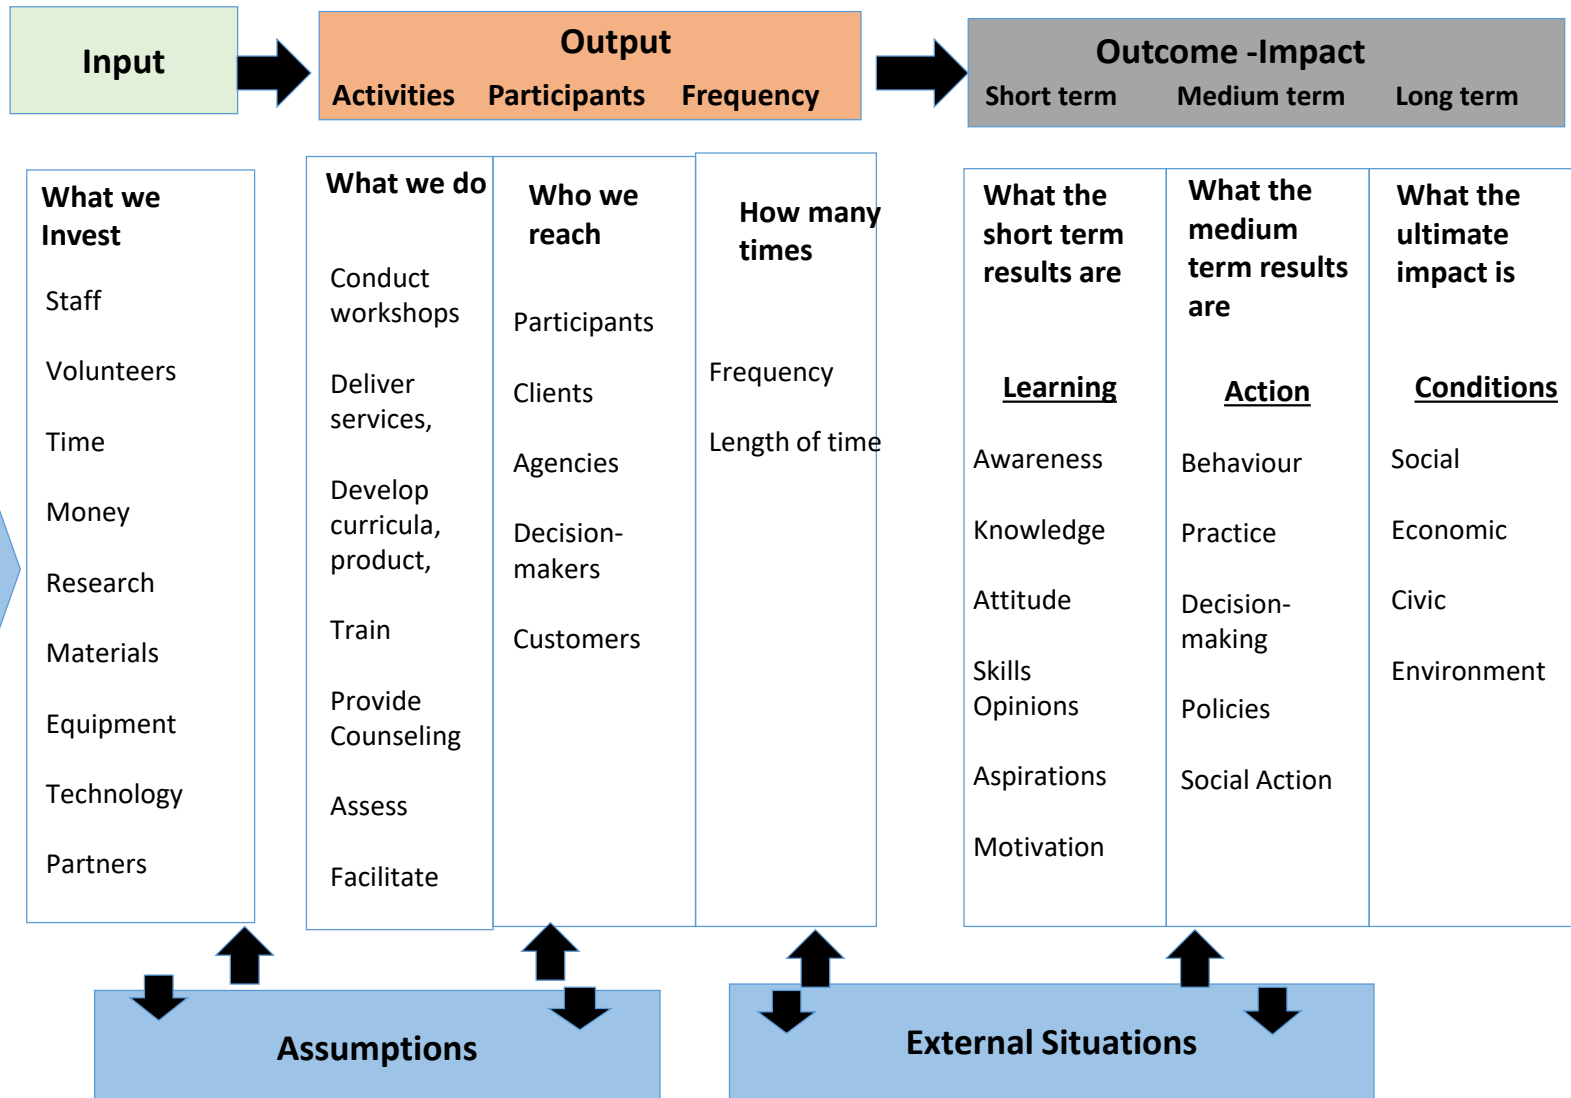 Input
Output
Activities Participants Frequency
Outcome -Impact
Short term Medium term Long term
What we
Invest
Staff
Volunteers
Time
Money
Research
Materials
Equipment
Technology
Partners
What we do
Conduct
workshops
Deliver
services,
Develop
curricula,
product,
Train
Provide
Counseling
Assess
Facilitate
Who we
reach
Participants
Clients
Agencies
Decision-
makers
Customers
How many
times
Frequency
Length of time
What the
short term
results are
Learning
Awareness
Knowledge
Attitude
Skills
Opinions
Aspirations
Motivation
What the
medium
term results
are
Action
Behaviour
Practice
Decision-
making
Policies
Social Action
What the
ultimate
impact is
Conditions
Social
Economic
Civic
Environment
Assumptions
External Situations